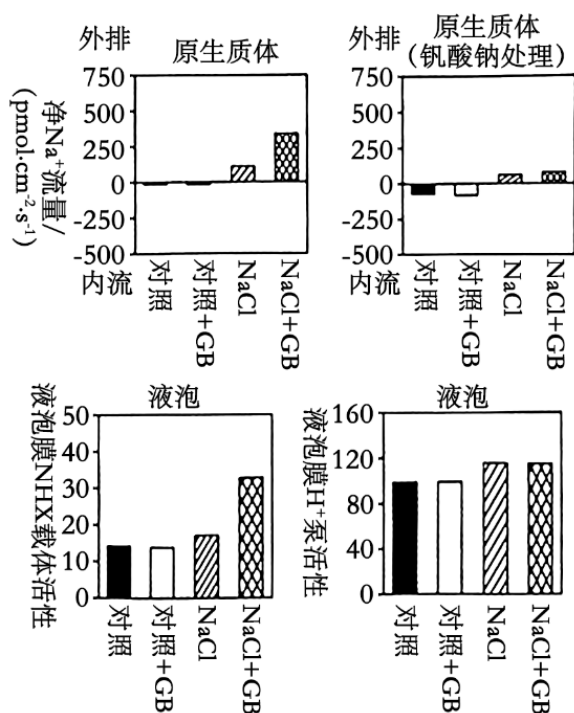 外排
原生质体
净Na⁺流量/
(pmol·cm⁻²·s⁻¹)
750
500
250
0
-250
-500
内流
对照
对照+GB
NaCl
NaCl+GB
外排
原生质体
(钒酸钠处理)
750
500
250
0
-250
-500
内流
对照
对照+GB
NaCl
NaCl+GB
液泡
液泡膜NHX载体活性
50
40
30
20
10
0
对照
对照+GB
NaCl
NaCl+GB
液泡
液泡膜H⁺泵活性
160
120
80
40
0
对照
对照+GB
NaCl
NaCl+GB